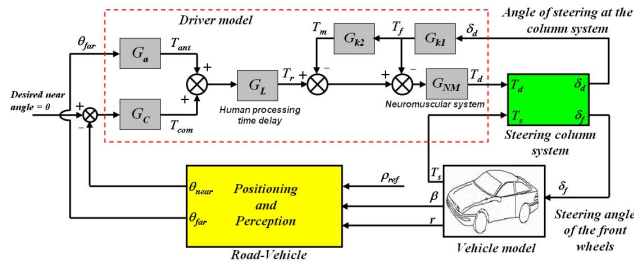 Driver model
Angle of steering at the
column system
θfar
Ga
Tant
Tm
Gk2
Tf
Gk1
δd
Desired near
angle = 0
+
−
GC
Tcom
+
+
GL
Human processing
time delay
Tr
+
−
+
−
GNM
Neuromuscular system
Td
Td
δd
Ts
δf
Steering column
system
θnear
θfar
Positioning
and
Perception
Road-Vehicle
ρref
β
r
Ts
Vehicle model
δf
Steering angle
of the front
wheels